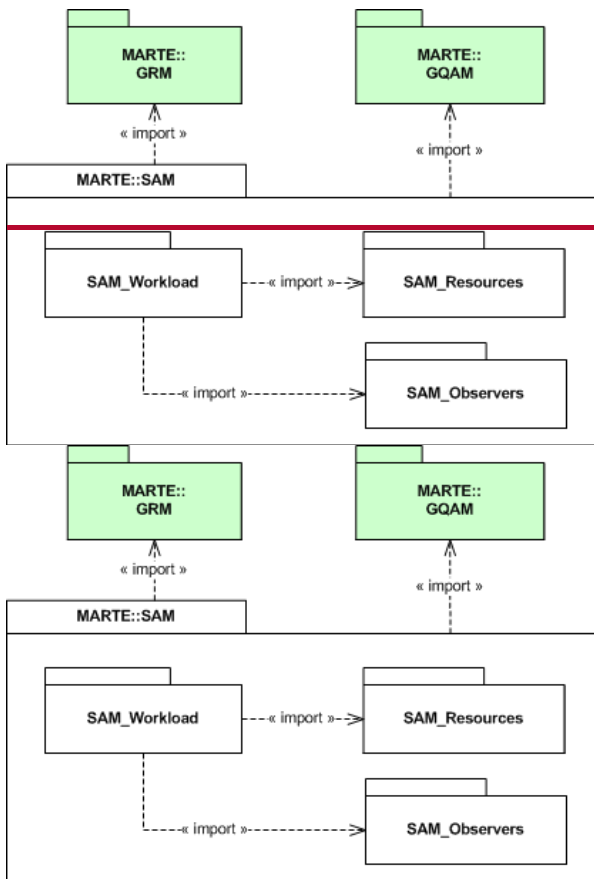 MARTE::
GRM
MARTE::
GQAM
« import »
« import »
MARTE::SAM
SAM_Workload
« import »
SAM_Resources
« import »
SAM_Observers
MARTE::
GRM
MARTE::
GQAM
« import »
« import »
MARTE::SAM
SAM_Workload
« import »
SAM_Resources
« import »
SAM_Observers